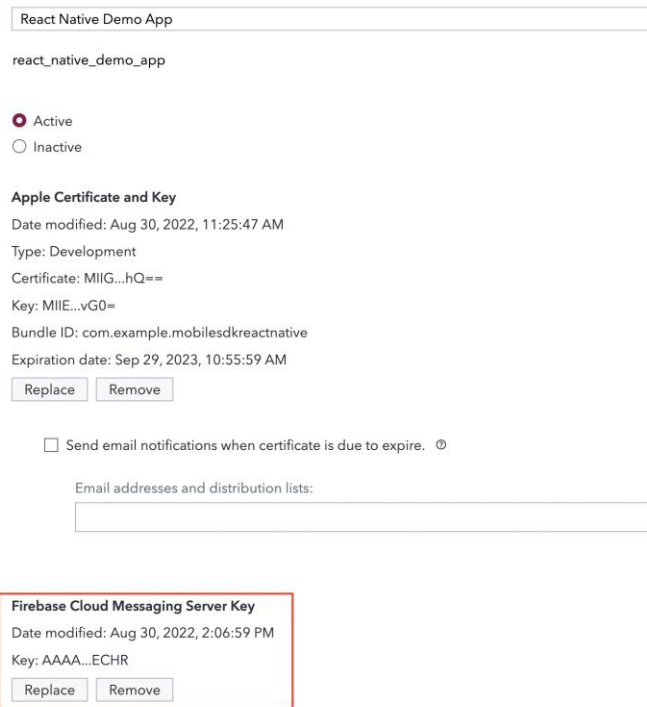 React Native Demo App
react_native_demo_app
Active
Inactive
Apple Certificate and Key
Date modified: Aug 30, 2022, 11:25:47 AM
Type: Development
Certificate: MIIG...hQ==
Key: MIIE...vG0=
Bundle ID: com.example.mobilesdkreactnative
Expiration date: Sep 29, 2023, 10:55:59 AM
Replace Remove
Send email notifications when certificate is due to expire. ?
Email addresses and distribution lists:
Firebase Cloud Messaging Server Key
Date modified: Aug 30, 2022, 2:06:59 PM
Key: AAAA...ECHR
Replace Remove